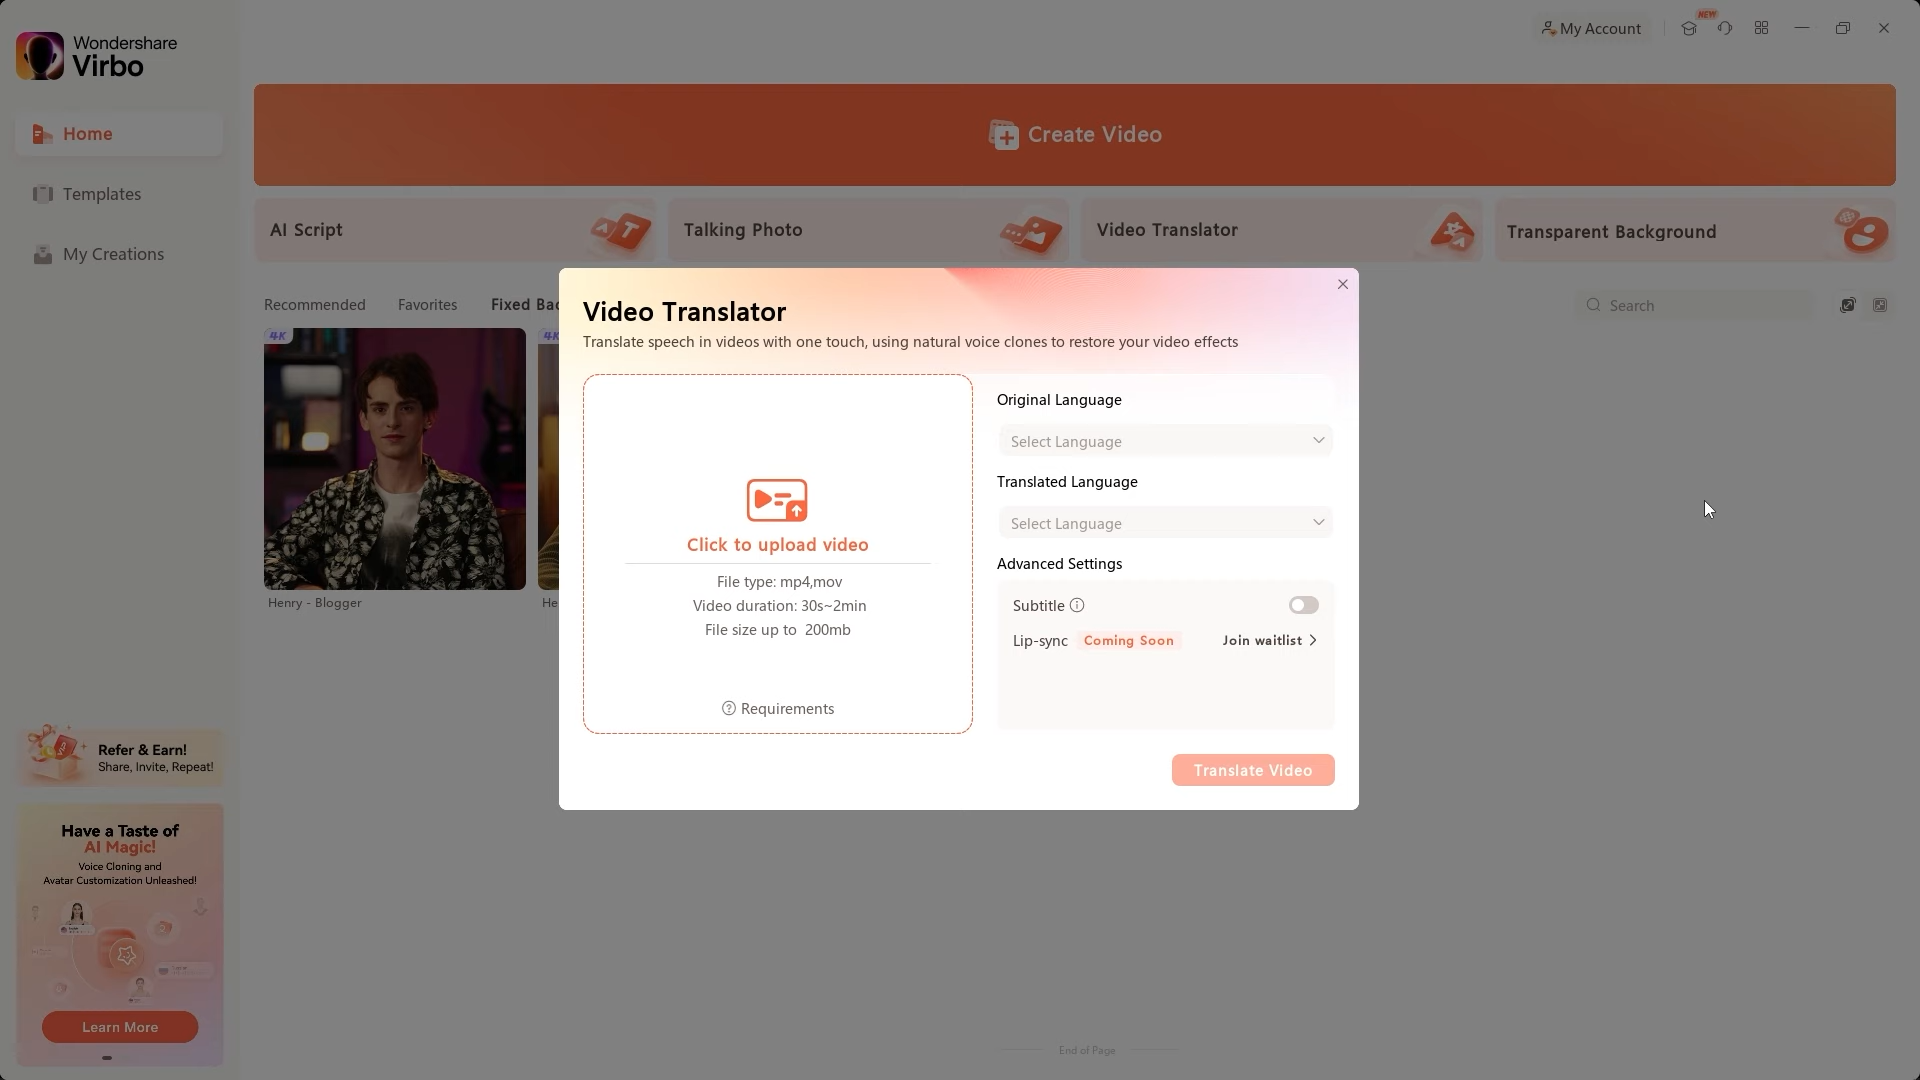 Wondershare
Virbo
NEW
My Account
Home
Templates
My Creations
Create Video
AI Script
Talking Photo
Video Translator
Transparent Background
Recommended
Favorites
Fixed Bac
Search
4K
4K
Henry - Blogger
He
Video Translator
Translate speech in videos with one touch, using natural voice clones to restore your video effects
Click to upload video
File type: mp4,mov
Video duration: 30s~2min
File size up to 200mb
Requirements
Original Language
Select Language
Translated Language
Select Language
Advanced Settings
Subtitle
Lip-sync Coming Soon Join waitlist
Translate Video
Refer & Earn!
Share, Invite, Repeat!
Have a Taste of
AI Magic!
Voice Cloning and
Avatar Customization Unleashed!
Learn More
End of Page